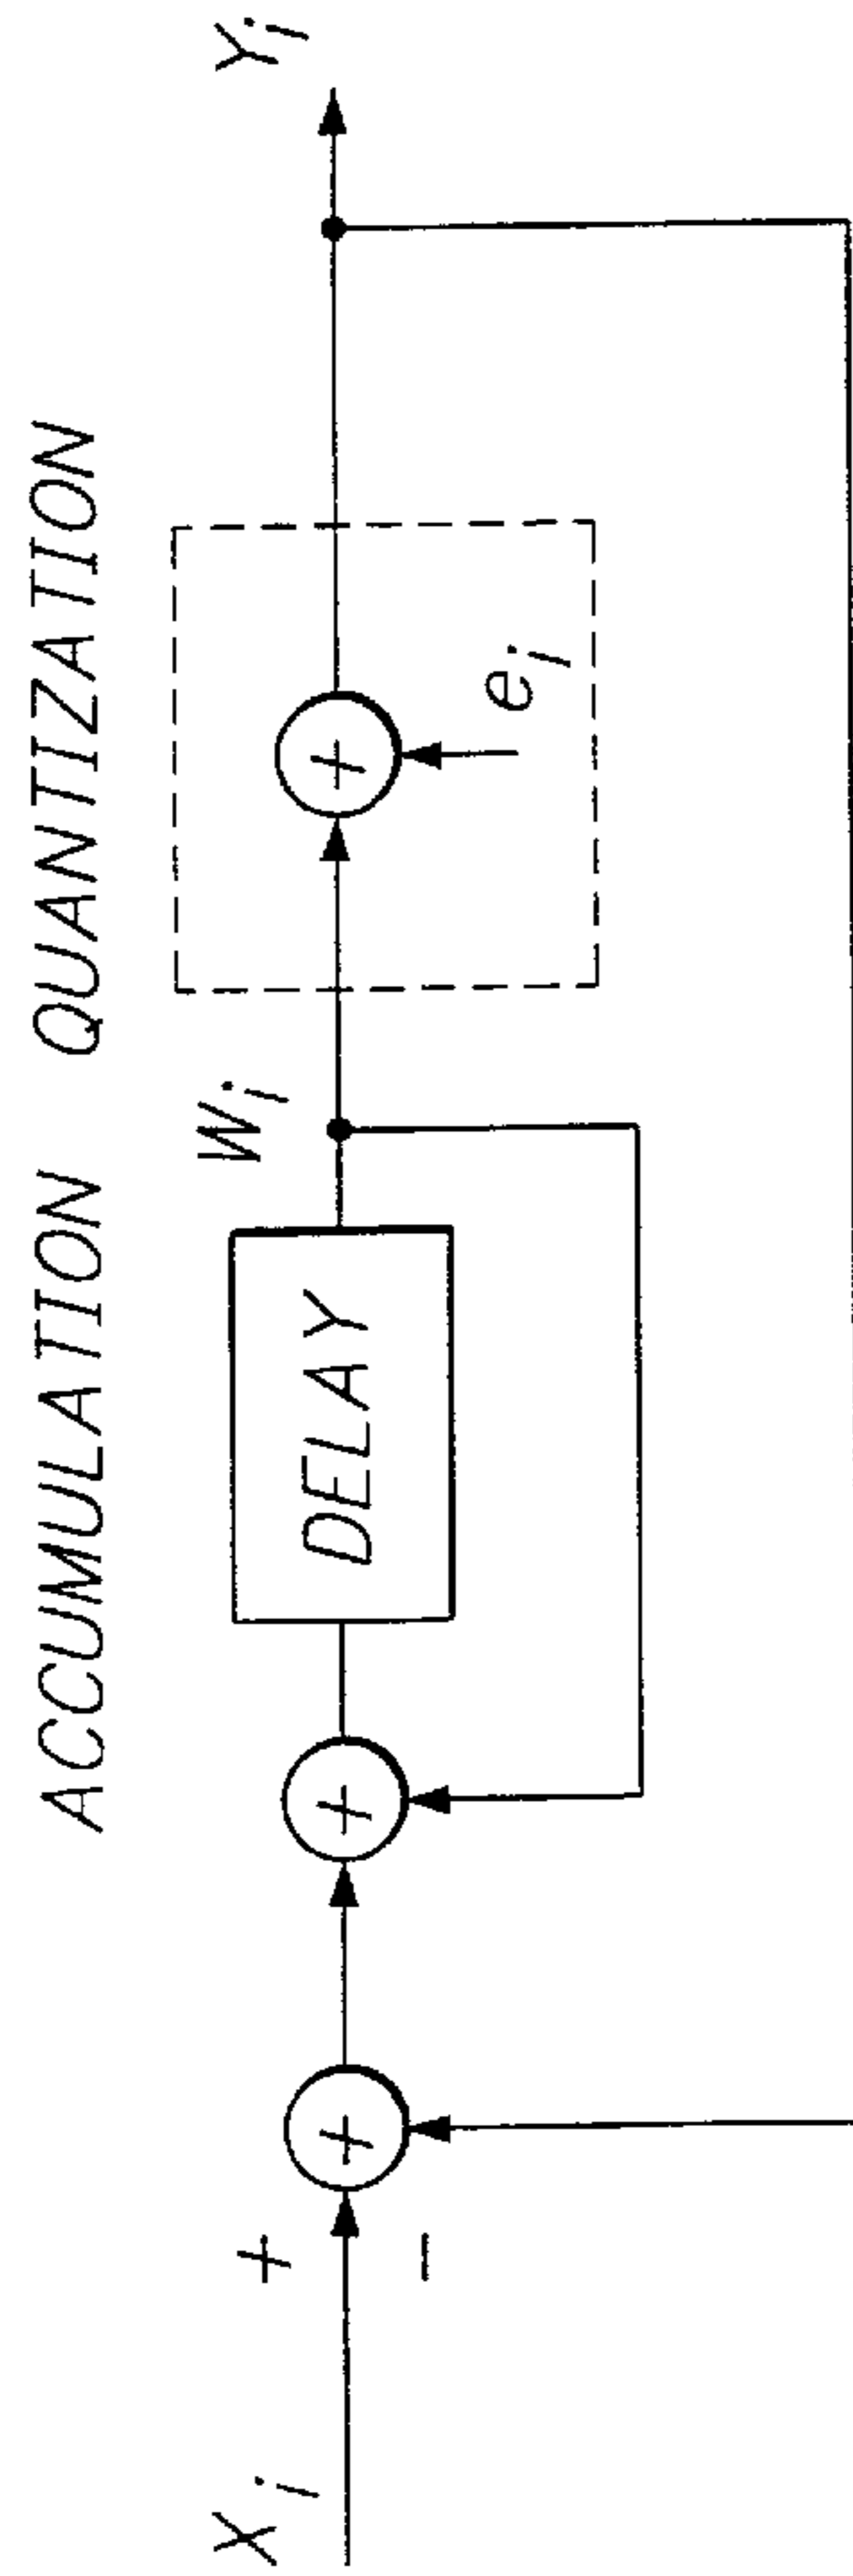 ACCUMULATION QUANTIZATION
X_i
+
−
+
+
DELAY
W_i
+
e_i
Y_i